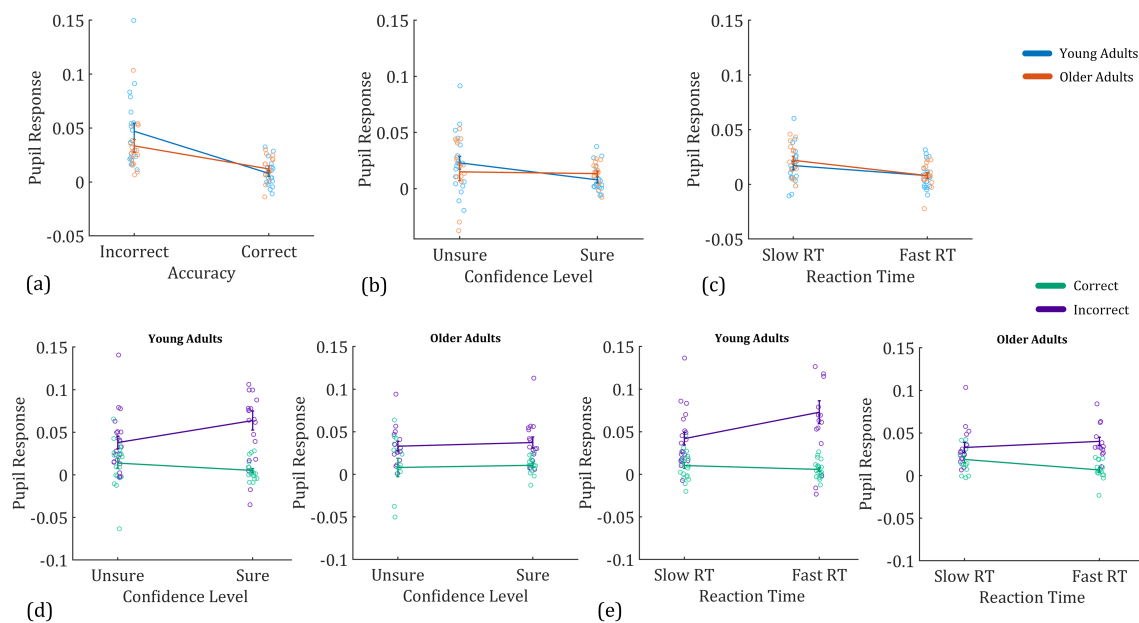 0.15
0.1
0.05
0
-0.05
Pupil Response
Incorrect
Correct
Accuracy
(a)
0.15
0.1
0.05
0
Pupil Response
Unsure
Sure
Confidence Level
(b)
0.15
0.1
0.05
0
-0.05
Pupil Response
Slow RT
Fast RT
Reaction Time
(c)
Young Adults
Older Adults
Correct
Incorrect
Young Adults
0.15
0.1
0.05
0
-0.05
-0.1
Pupil Response
Unsure
Sure
Confidence Level
(d)
Older Adults
0.15
0.1
0.05
0
-0.05
-0.1
Pupil Response
Unsure
Sure
Confidence Level
Young Adults
0.15
0.1
0.05
0
-0.05
-0.1
Pupil Response
Slow RT
Fast RT
Reaction Time
(e)
Older Adults
0.15
0.1
0.05
0
-0.05
-0.1
Pupil Response
Slow RT
Fast RT
Reaction Time